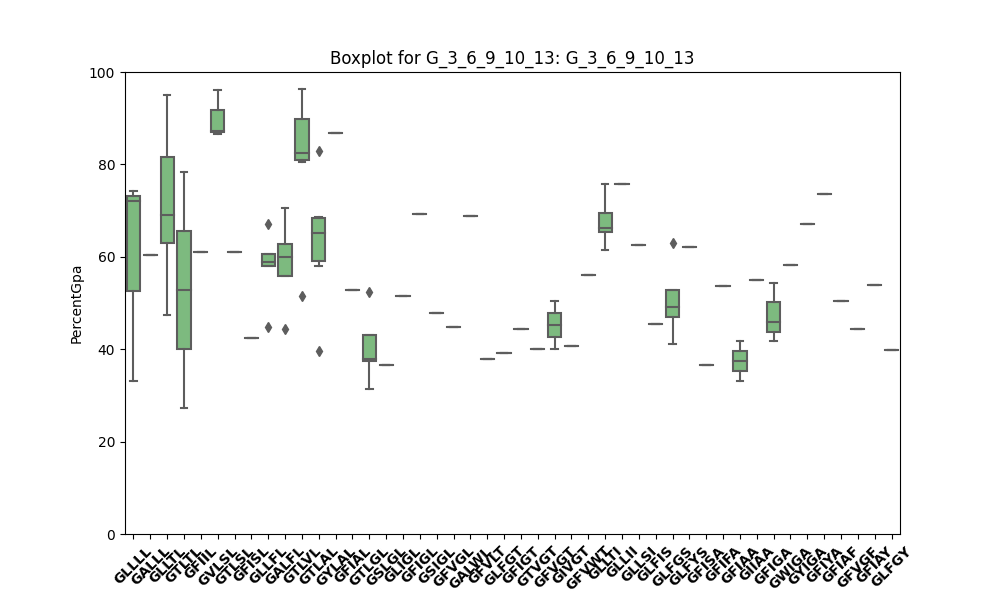 Boxplot for G_3_6_9_10_13: G_3_6_9_10_13
PercentGpa
100
80
60
40
20
0
GLLLL
GALLL
GLLTL
GTLTL
GFIIL
GVLSL
GTLSL
GFISL
GLLFL
GALFL
GTLVL
GTLAL
GYLAL
GFIAL
GTLGL
GSLGL
GLIGL
GFIGL
GSIGL
GFVGL
GALWL
GFVLT
GLFGT
GFIGT
GTVGT
GFVGT
GIVGT
GFVWT
GLLTI
GLLII
GLLSI
GLFIS
GLFGS
GLFYS
GFISA
GFIFA
GFIAA
GIIAA
GFIGA
GWIGA
GYIGA
GFIYA
GFIAF
GFVGF
GFIAY
GLFGY